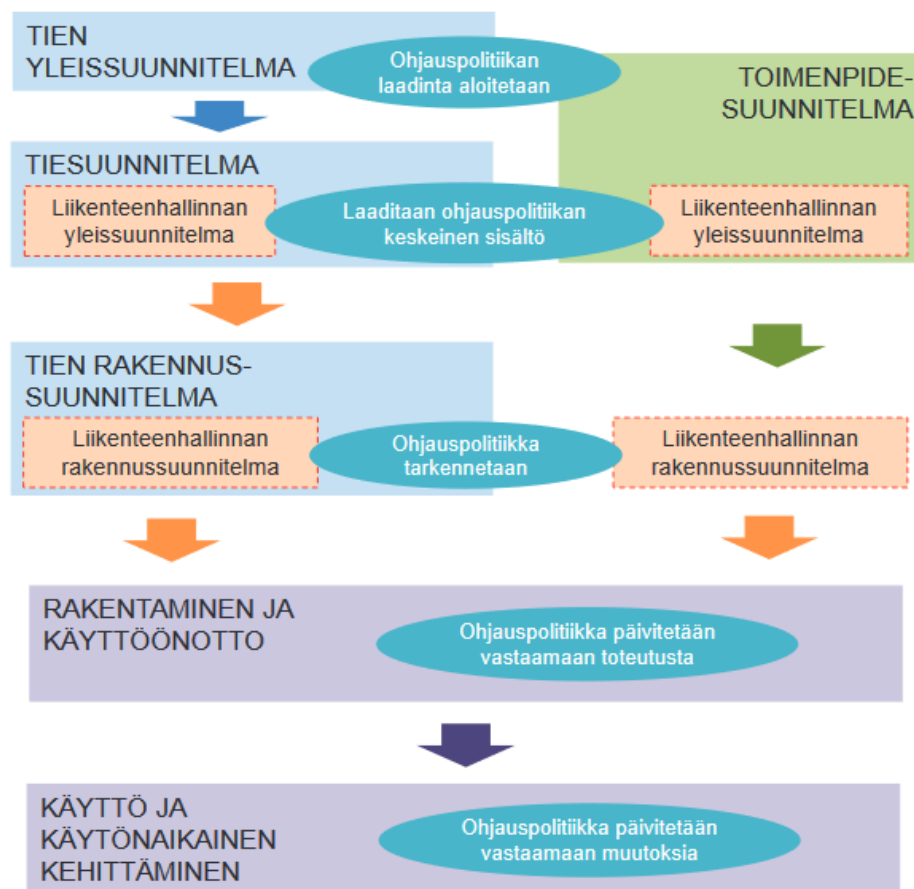 TIEN
YLEISSUUNNITELMA
Ohjauspolitiikan
laadinta aloitetaan
TOIMENPIDE-
SUUNNITELMA
TIESUUNNITELMA
Liikenteenhallinnan
yleissuunnitelma
Laaditaan ohjauspolitiikan
keskeinen sisältö
Liikenteenhallinnan
yleissuunnitelma
TIEN RAKENNUS-
SUUNNITELMA
Liikenteenhallinnan
rakennussuunnitelma
Ohjauspolitiikka
tarkennetaan
Liikenteenhallinnan
rakennussuunnitelma
RAKENTAMINEN JA
KÄYTTÖÖNOTTO
Ohjauspolitiikka päivitetään
vastaamaan toteutusta
KÄYTTÖ JA
KÄYTÖNAIKAINEN
KEHITTÄMINEN
Ohjauspolitiikka päivitetään
vastaamaan muutoksia